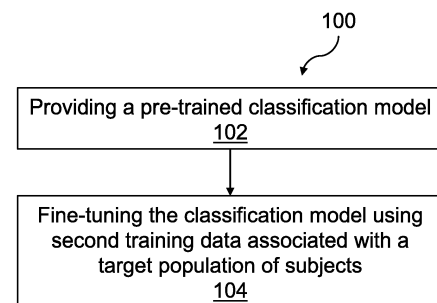 100
Providing a pre-trained classification model
102
Fine-tuning the classification model using
second training data associated with a
target population of subjects
104